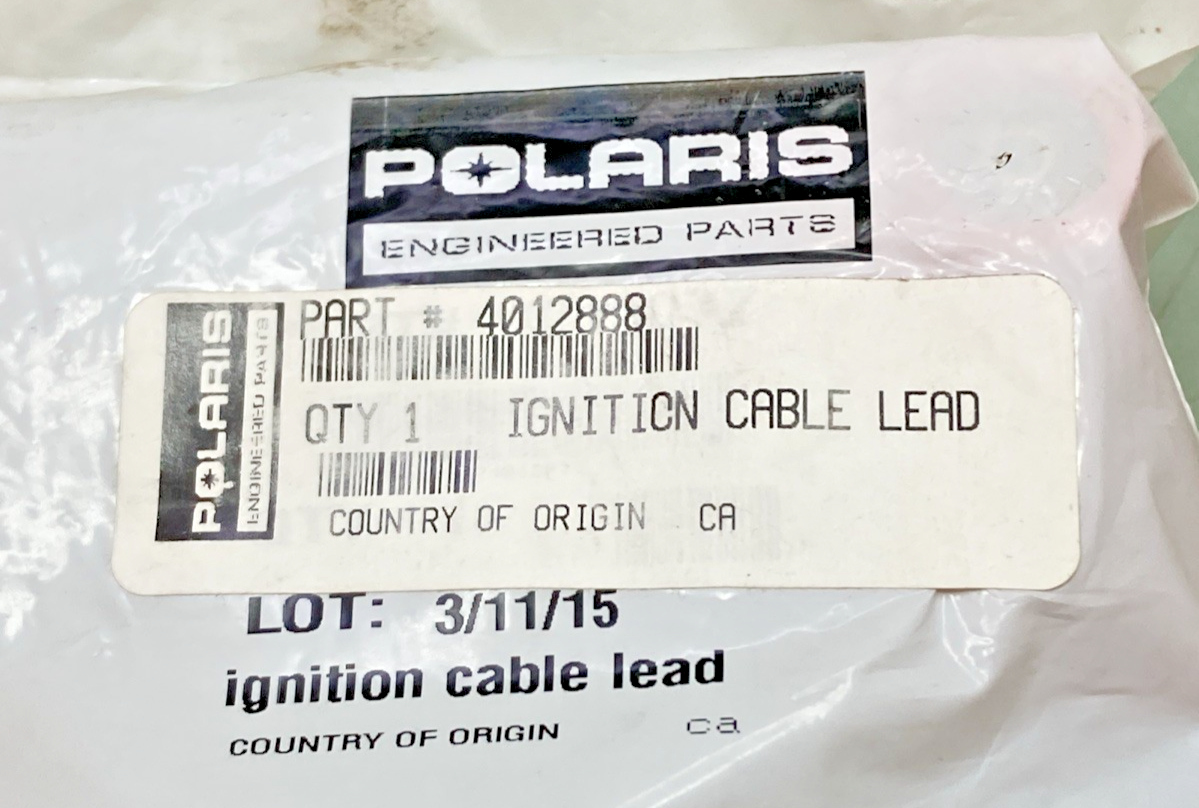 POLARIS
ENGINEERED PARTS
POLARIS
ENGINEERED PARTS
PART # 4012888
QTY 1 IGNITION CABLE LEAD
COUNTRY OF ORIGIN CA
LOT: 3/11/15
ignition cable lead
COUNTRY OF ORIGIN ca